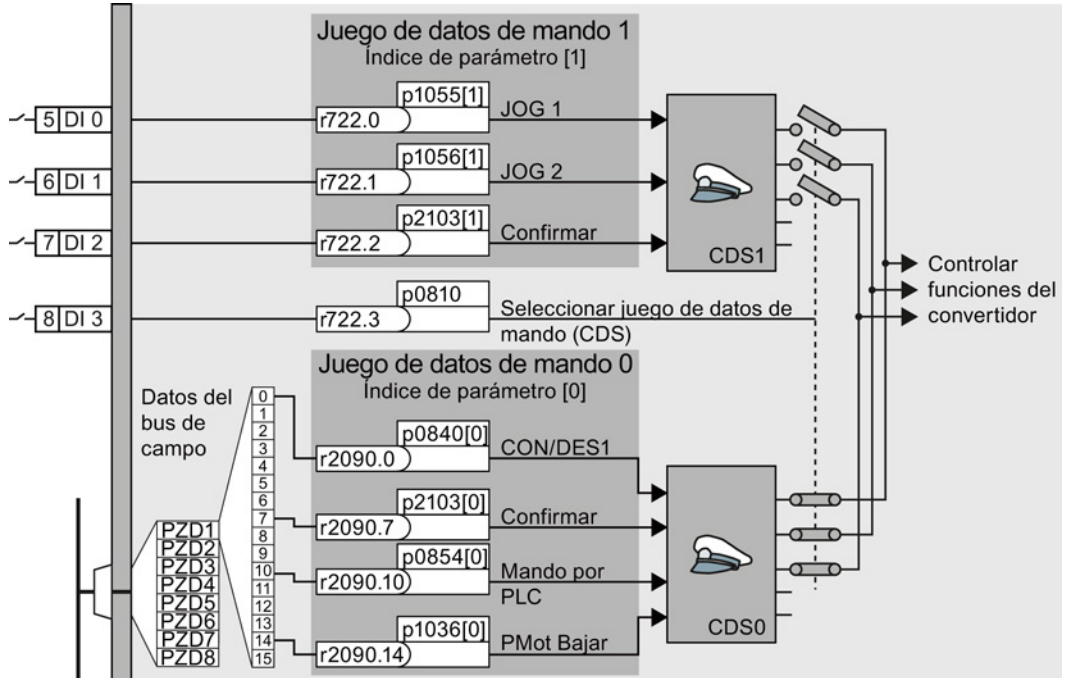 Juego de datos de mando 1
Índice de parámetro [1]
5 DI 0
r722.0
p1055[1]
JOG 1
6 DI 1
r722.1
p1056[1]
JOG 2
7 DI 2
r722.2
p2103[1]
Confirmar
CDS1
8 DI 3
r722.3
p0810
Seleccionar juego de datos de
mando (CDS)
Controlar
funciones del
convertidor
Juego de datos de mando 0
Índice de parámetro [0]
Datos del
bus de
campo
PZD1
PZD2
PZD3
PZD4
PZD5
PZD6
PZD7
PZD8
0
1
2
3
4
5
6
7
8
9
10
11
12
13
14
15
r2090.0
p0840[0]
CON/DES1
r2090.7
p2103[0]
Confirmar
r2090.10
p0854[0]
Mando por
PLC
r2090.14
p1036[0]
PMot Bajar
CDS0